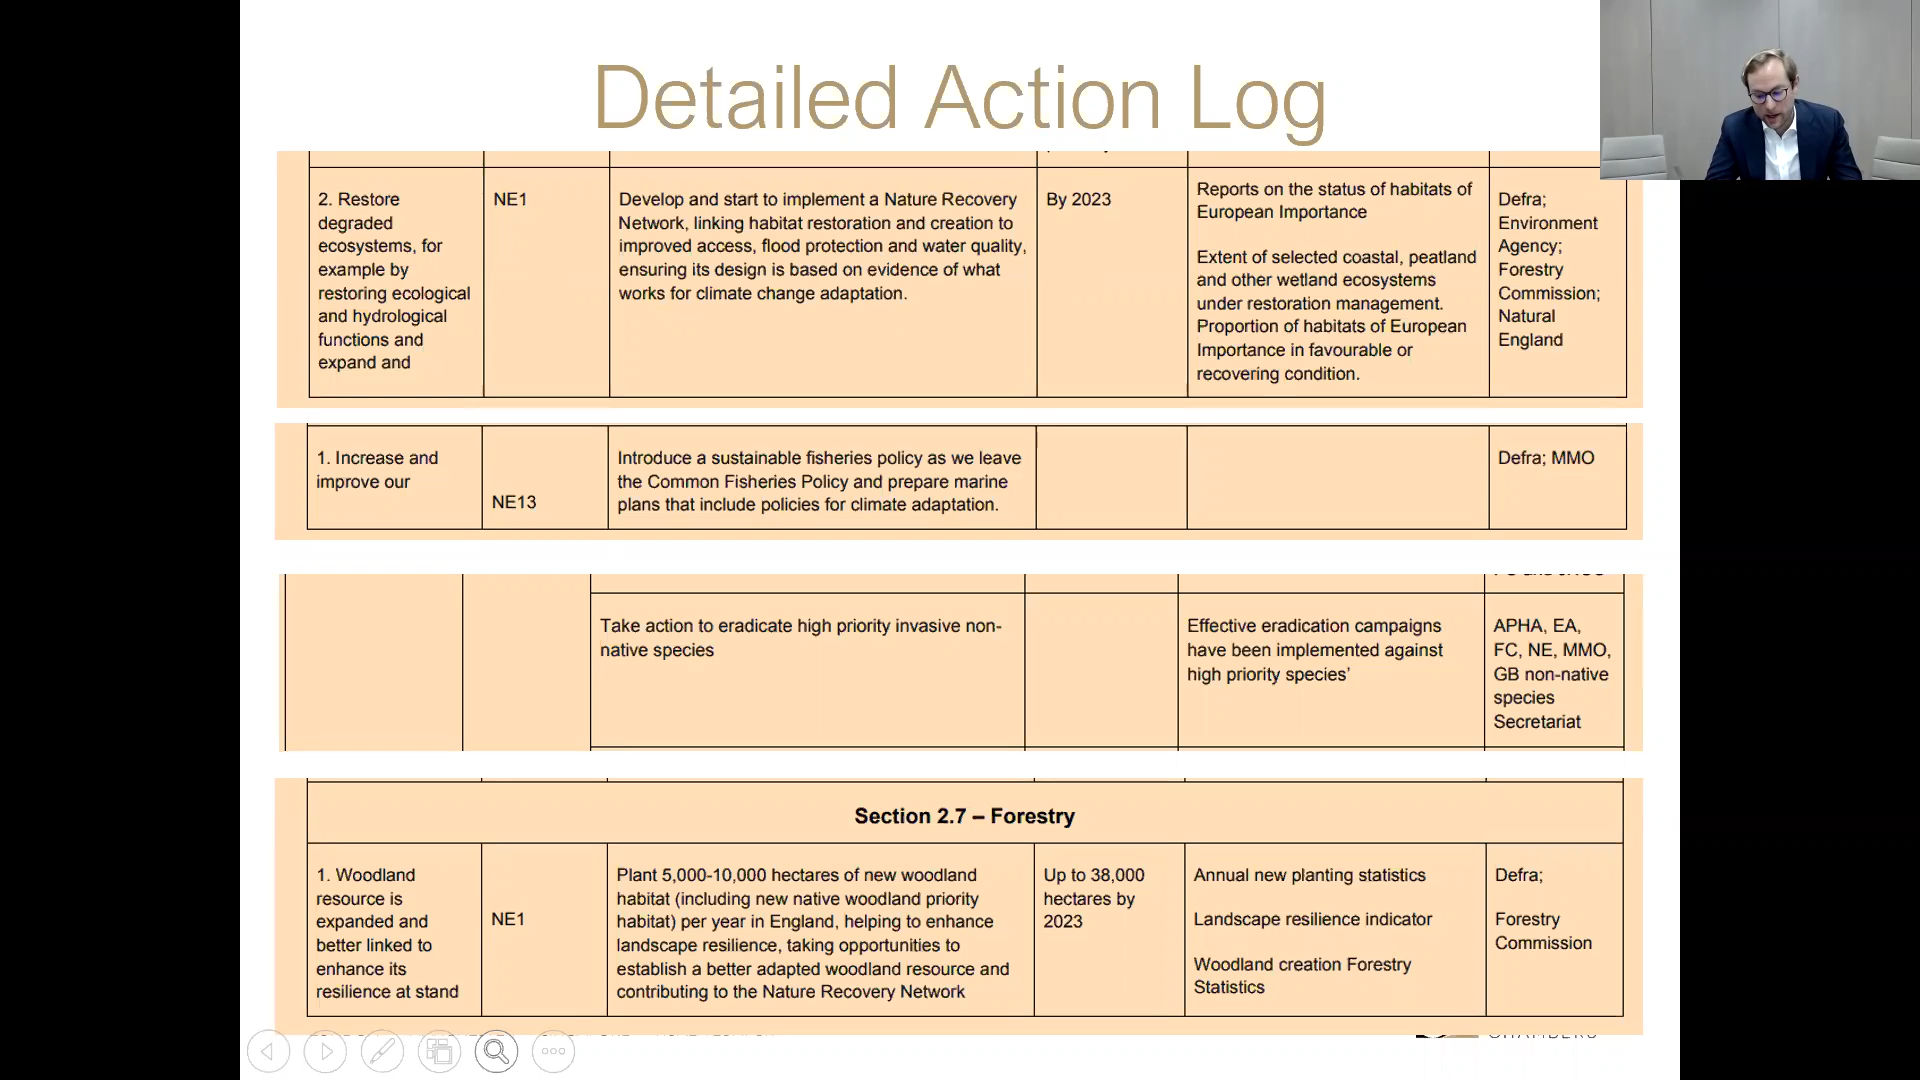 Detailed Action Log
2. Restore
degraded
ecosystems, for
example by
restoring ecological
and hydrological
functions and
expand and
NE1
Develop and start to implement a Nature Recovery
Network, linking habitat restoration and creation to
improved access, flood protection and water quality,
ensuring its design is based on evidence of what
works for climate change adaptation.
By 2023
Reports on the status of habitats of
European Importance
Extent of selected coastal, peatland
and other wetland ecosystems
under restoration management.
Proportion of habitats of European
Importance in favourable or
recovering condition.
Defra;
Environment
Agency;
Forestry
Commission;
Natural
England
1. Increase and
improve our
NE13
Introduce a sustainable fisheries policy as we leave
the Common Fisheries Policy and prepare marine
plans that include policies for climate adaptation.
Defra; MMO
Take action to eradicate high priority invasive non-
native species
Effective eradication campaigns
have been implemented against
high priority species’
APHA, EA,
FC, NE, MMO,
GB non-native
species
Secretariat
Section 2.7 – Forestry
1. Woodland
resource is
expanded and
better linked to
enhance its
resilience at stand
NE1
Plant 5,000-10,000 hectares of new woodland
habitat (including new native woodland priority
habitat) per year in England, helping to enhance
landscape resilience, taking opportunities to
establish a better adapted woodland resource and
contributing to the Nature Recovery Network
Up to 38,000
hectares by
2023
Annual new planting statistics
Landscape resilience indicator
Woodland creation Forestry
Statistics
Defra;
Forestry
Commission